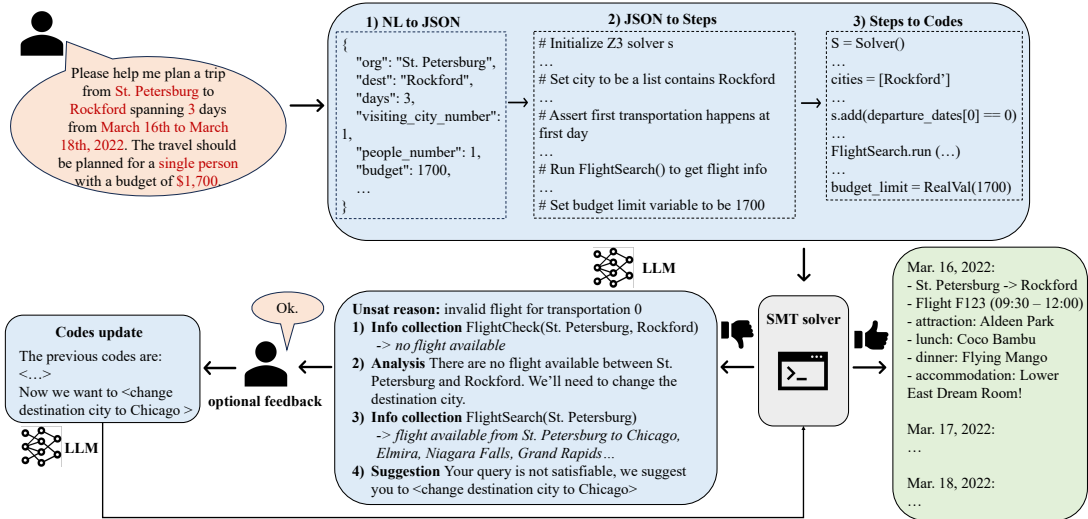 Please help me plan a trip
from St. Petersburg to
Rockford spanning 3 days
from March 16th to March
18th, 2022. The travel should
be planned for a single person
with a budget of $1,700.
1) NL to JSON
{
"org": "St. Petersburg",
"dest": "Rockford",
"days": 3,
"visiting_city_number":
1,
"people_number": 1,
"budget": 1700,
…
}
2) JSON to Steps
# Initialize Z3 solver s
…
# Set city to be a list contains Rockford
…
# Assert first transportation happens at
first day
…
# Run FlightSearch() to get flight info
…
# Set budget limit variable to be 1700
3) Steps to Codes
S = Solver()
…
cities = [Rockford’]
…
s.add(departure_dates[0] == 0)
…
FlightSearch.run (…)
…
budget_limit = RealVal(1700)
LLM
Codes update
The previous codes are:
<…>
Now we want to <change
destination city to Chicago >
LLM
Ok.
optional feedback
Unsat reason: invalid flight for transportation 0
1) Info collection FlightCheck(St. Petersburg, Rockford)
-> no flight available
2) Analysis There are no flight available between St.
Petersburg and Rockford. We’ll need to change the
destination city.
3) Info collection FlightSearch(St. Petersburg)
-> flight available from St. Petersburg to Chicago,
Elmira, Niagara Falls, Grand Rapids…
4) Suggestion Your query is not satisfiable, we suggest
you to <change destination city to Chicago>
SMT solver
Mar. 16, 2022:
- St. Petersburg -> Rockford
- Flight F123 (09:30 – 12:00)
- attraction: Aldeen Park
- lunch: Coco Bambu
- dinner: Flying Mango
- accommodation: Lower
East Dream Room!
Mar. 17, 2022:
…
Mar. 18, 2022:
…